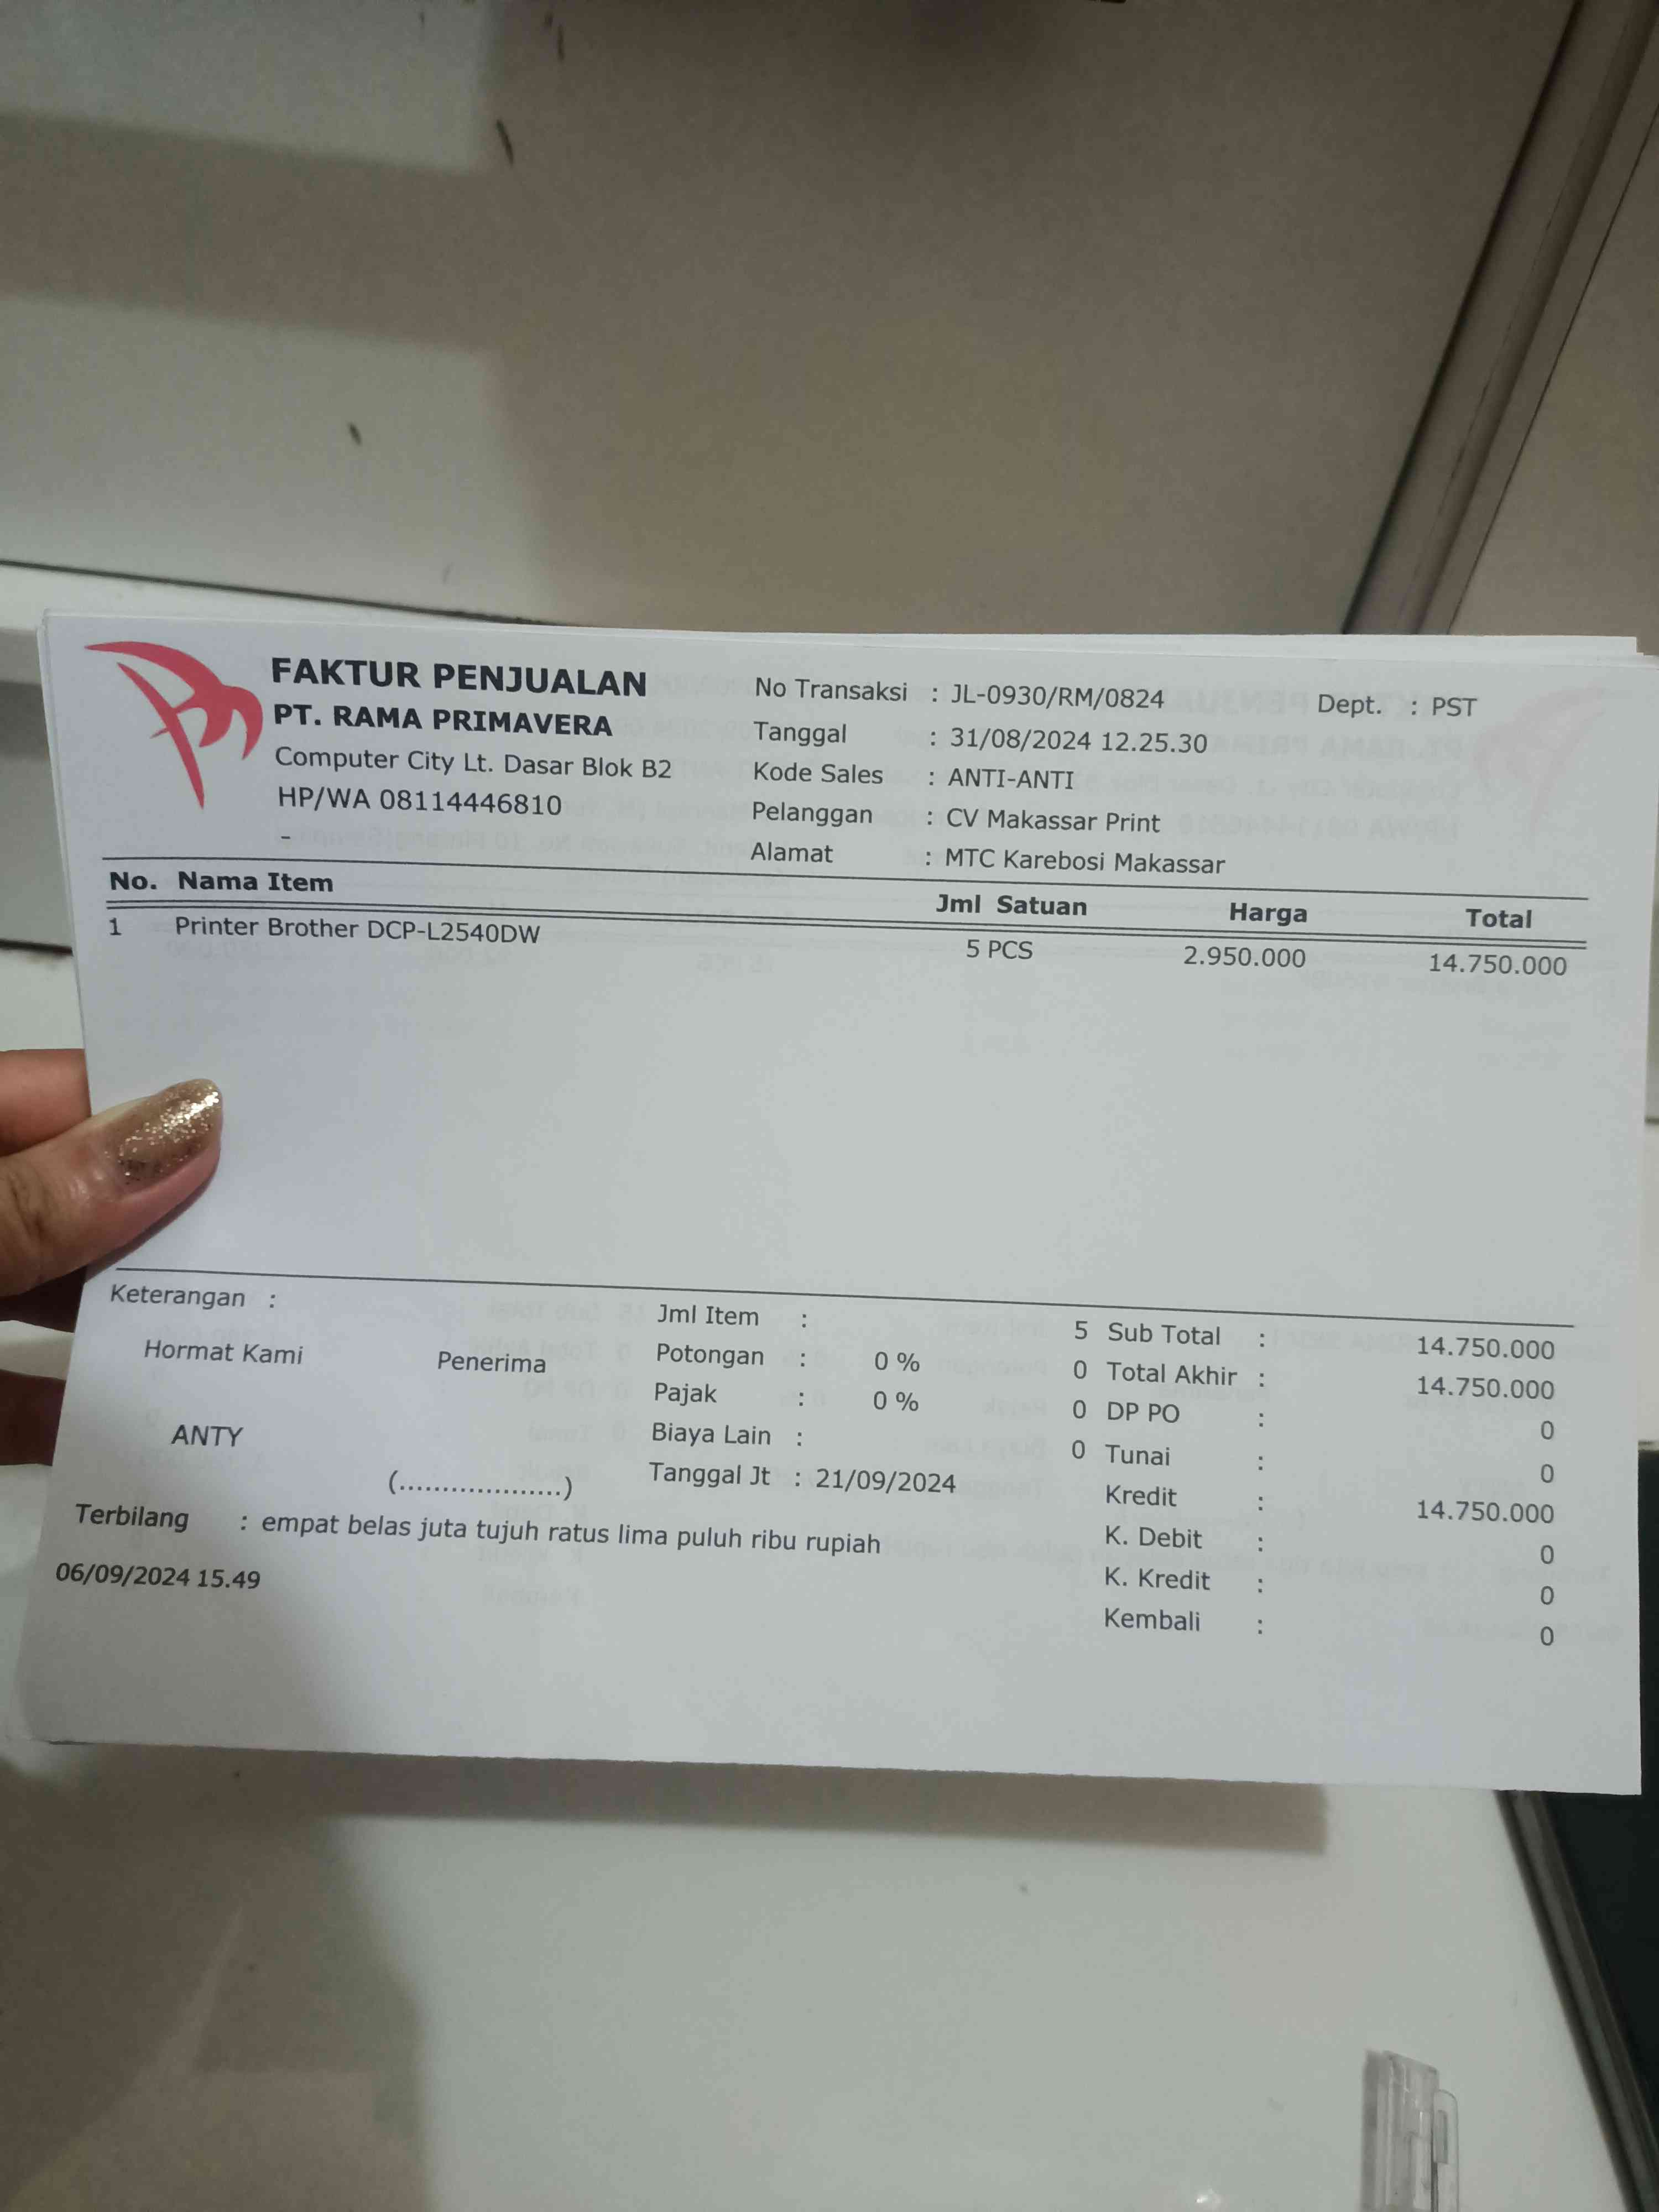 FAKTUR PENJUALAN
PT. RAMA PRIMAVERA
Computer City Lt. Dasar Blok B2
HP/WA 08114446810
-
No Transaksi : JL-0930/RM/0824 Dept. : PST
Tanggal : 31/08/2024 12.25.30
Kode Sales : ANTI-ANTI
Pelanggan : CV Makassar Print
Alamat : MTC Karebosi Makassar
No. Nama Item Jml Satuan Harga Total
1 Printer Brother DCP-L2540DW 5 PCS 2.950.000 14.750.000
Keterangan :
Hormat Kami Penerima
ANTY
(...................)
Jml Item : 5
Potongan : 0 % 0
Pajak : 0 % 0
Biaya Lain : 0
Tanggal Jt : 21/09/2024
Sub Total : 14.750.000
Total Akhir : 14.750.000
DP PO : 0
Tunai : 0
Kredit : 14.750.000
K. Debit : 0
K. Kredit : 0
Kembali : 0
Terbilang : empat belas juta tujuh ratus lima puluh ribu rupiah
06/09/2024 15.49